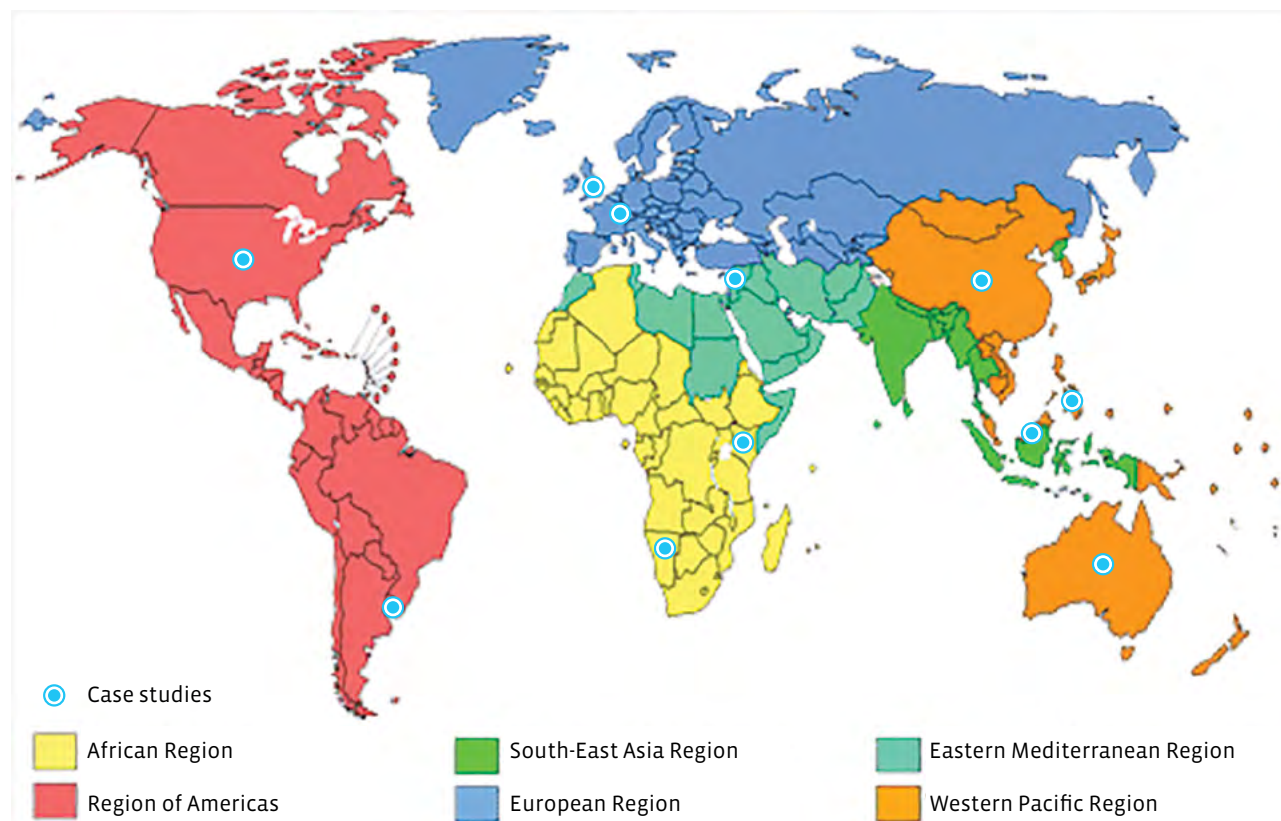 Case studies
African Region
South-East Asia Region
Eastern Mediterranean Region
Region of Americas
European Region
Western Pacific Region